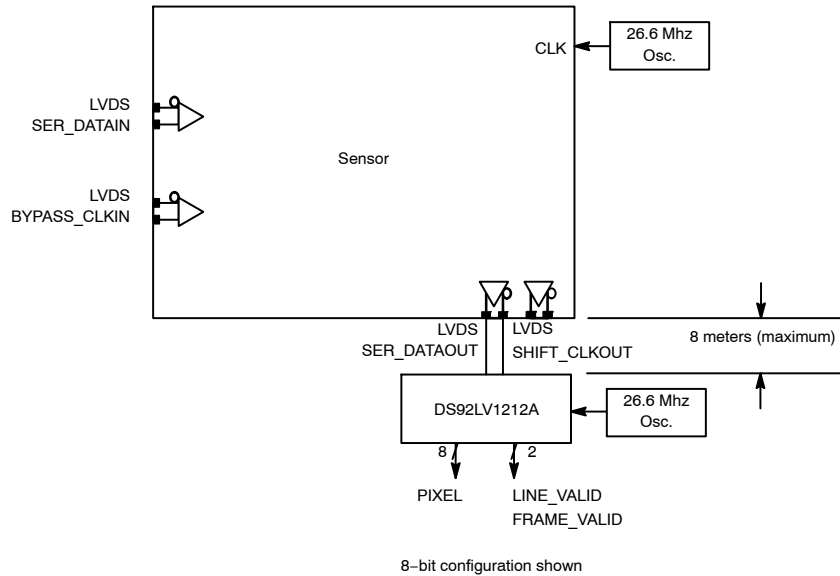 CLK
26.6 Mhz
Osc.
LVDS
SER_DATAIN
Sensor
LVDS
BYPASS_CLKIN
LVDS
SER_DATAOUT
LVDS
SHIFT_CLKOUT
8 meters (maximum)
DS92LV1212A
26.6 Mhz
Osc.
8
2
PIXEL
LINE_VALID
FRAME_VALID
8−bit configuration shown